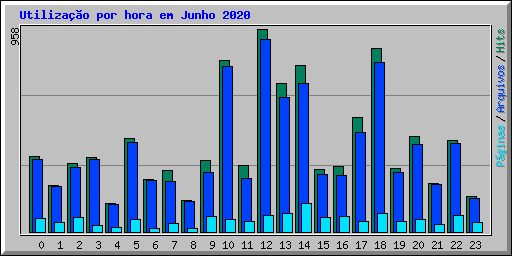 Utilização por hora em Junho 2020
958
Páginas / Arquivos / Hits
0 1 2 3 4 5 6 7 8 9 10 11 12 13 14 15 16 17 18 19 20 21 22 23